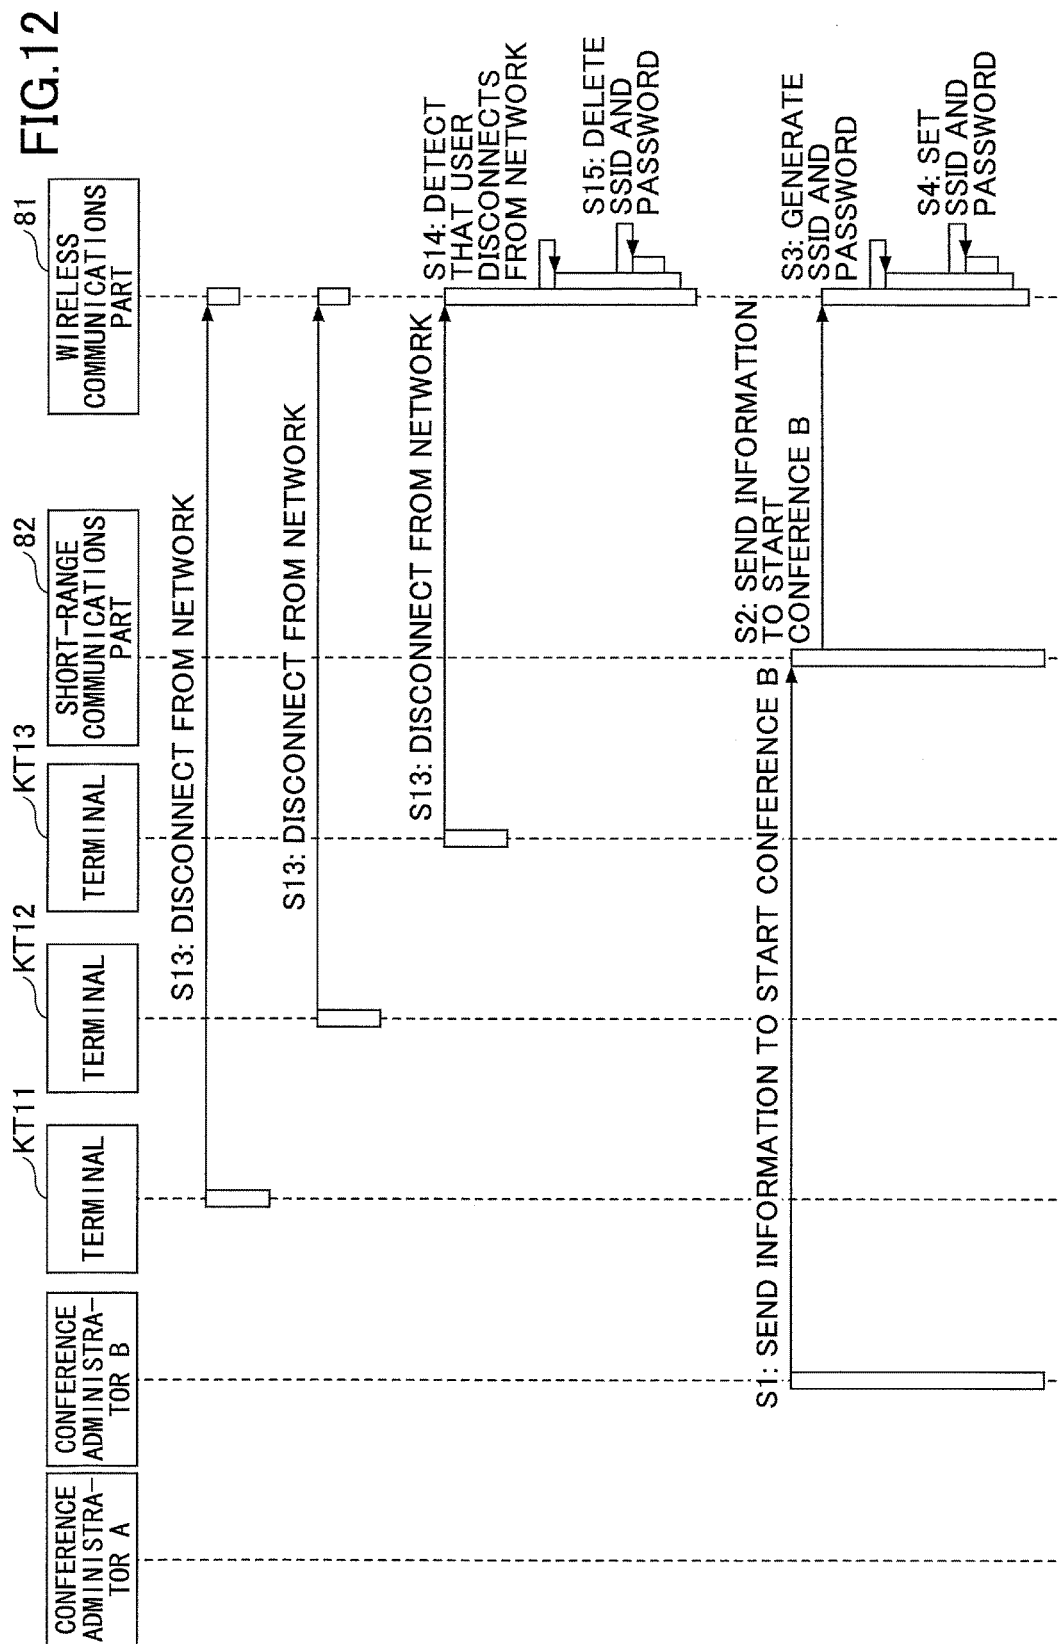 FIG.12
CONFERENCE
ADMINISTRA-
TOR A
CONFERENCE
ADMINISTRA-
TOR B
KT11
TERMINAL
KT12
TERMINAL
KT13
TERMINAL
82
SHORT-RANGE
COMMUNICATIONS
PART
81
WIRELESS
COMMUNICATIONS
PART
S13: DISCONNECT FROM NETWORK
S13: DISCONNECT FROM NETWORK
S13: DISCONNECT FROM NETWORK
S14: DETECT
THAT USER
DISCONNECTS
FROM NETWORK
S15: DELETE
SSID AND
PASSWORD
S1: SEND INFORMATION TO START CONFERENCE B
S2: SEND INFORMATION
TO START
CONFERENCE B
S3: GENERATE
SSID AND
PASSWORD
S4: SET
SSID AND
PASSWORD